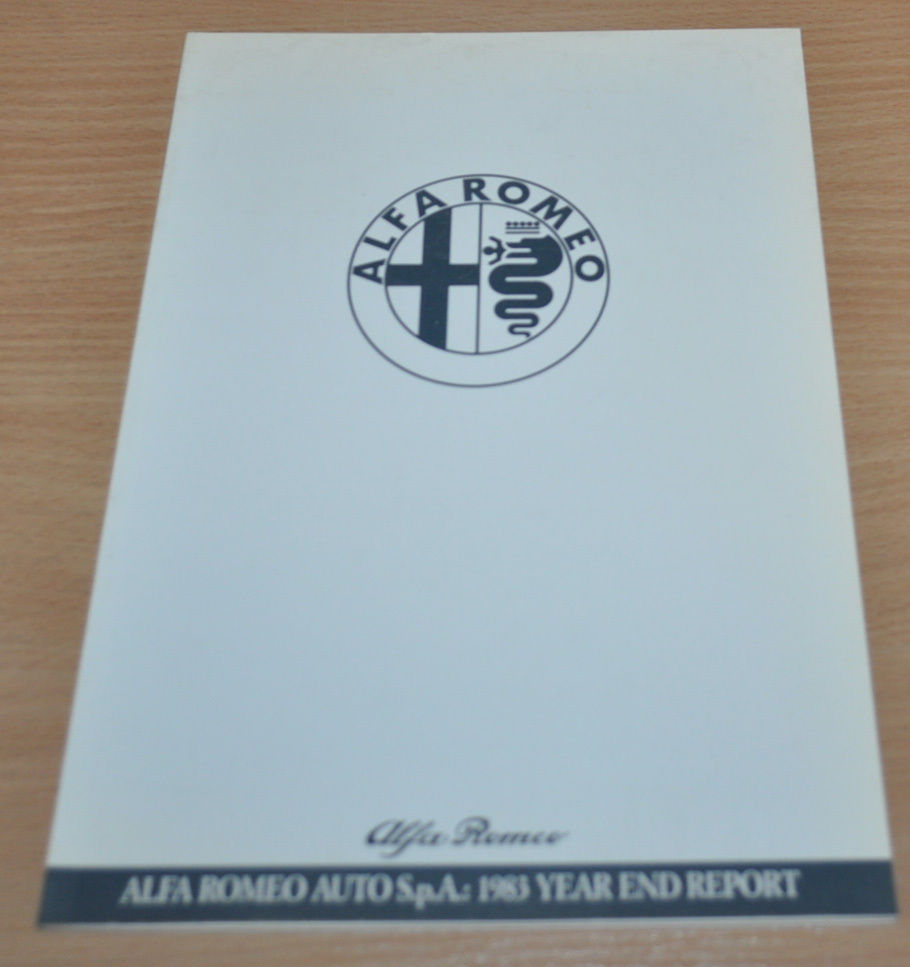 ALFA ROMEO
Alfa Romeo
ALFA ROMEO AUTO S.p.A.: 1983 YEAR END REPORT